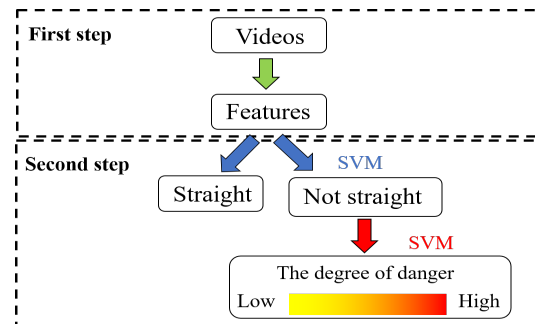 First step
Videos
Features
Second step
SVM
Straight
Not straight
SVM
The degree of danger
Low
High